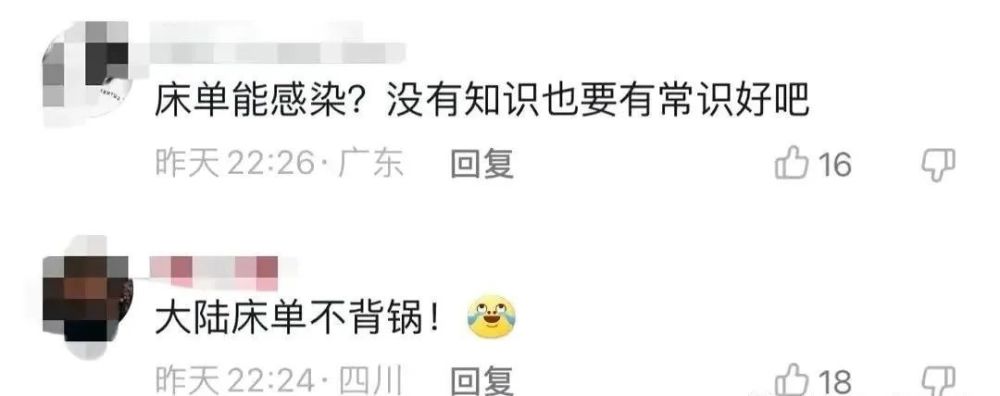 床单能感染？没有知识也要有常识好吧
昨天 22:26 · 广东 回复 16
大陆床单不背锅！
昨天 22:24 · 四川 回复 18